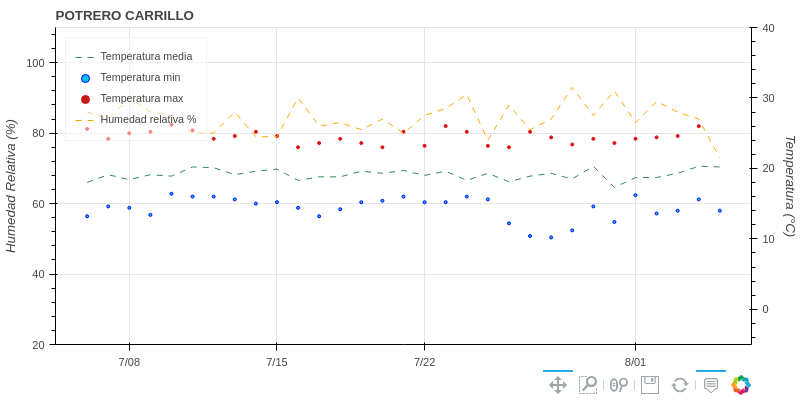 POTRERO CARRILLO
Temperatura media
Temperatura min
Temperatura max
Humedad relativa %
Humedad Relativa (%)
100
80
60
40
20
40
30
20
10
0
Temperatura (°C)
7/08
7/15
7/22
8/01